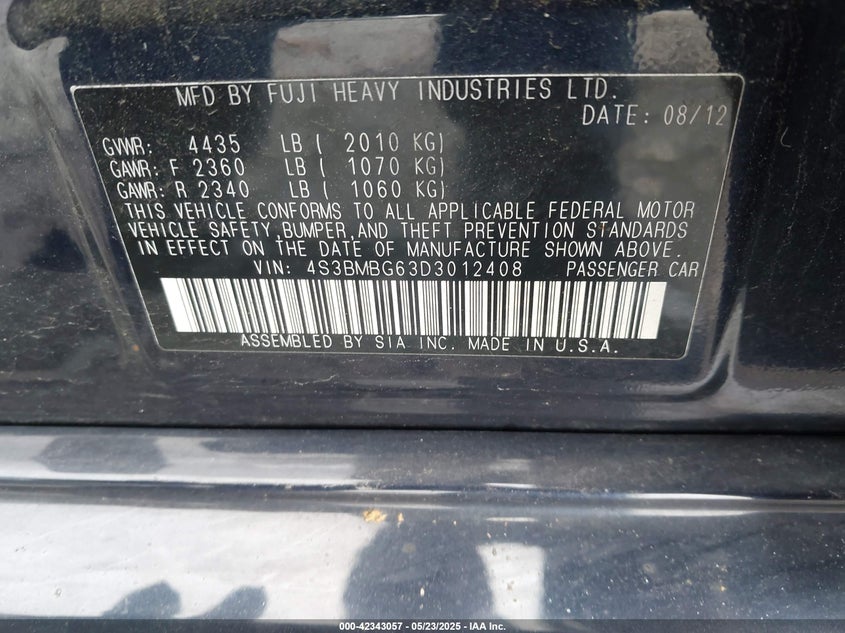 MFD BY FUJI HEAVY INDUSTRIES LTD.
DATE: 08/12
GVWR: 4435 LB ( 2010 KG)
GAWR: F 2360 LB ( 1070 KG)
GAWR: R 2340 LB ( 1060 KG)
THIS VEHICLE CONFORMS TO ALL APPLICABLE FEDERAL MOTOR
VEHICLE SAFETY,BUMPER,AND THEFT PREVENTION STANDARDS
IN EFFECT ON THE DATE OF MANUFACTURE SHOWN ABOVE.
VIN: 4S3BMBG63D3012408 PASSENGER CAR
ASSEMBLED BY SIA INC. MADE IN U.S.A.
000-42343057 - 05/23/2025 - IAA Inc.